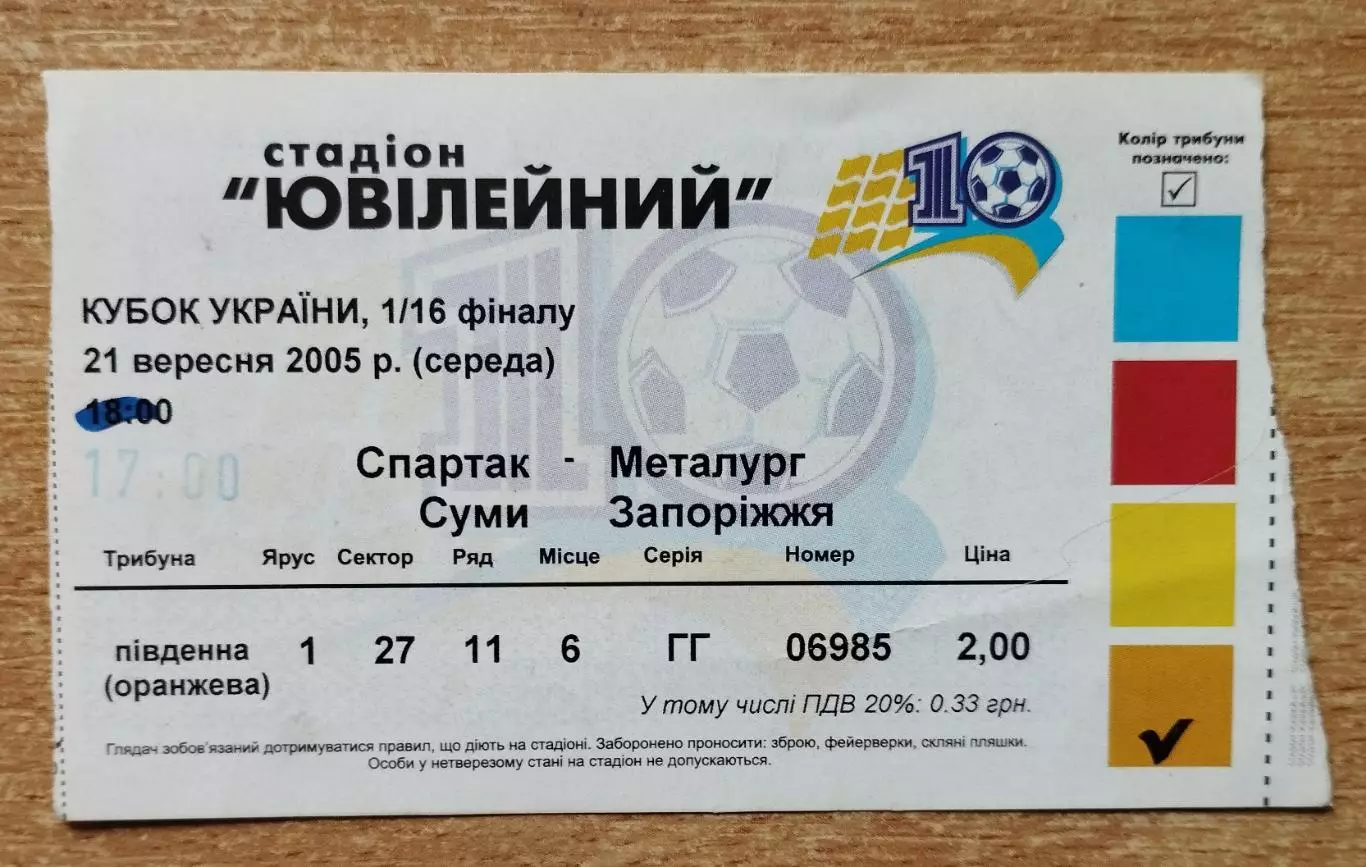 стадіон
"ЮВІЛЕЙНИЙ"
10
Колір трибуни
позначено:
КУБОК УКРАЇНИ, 1/16 фіналу
21 вересня 2005 р. (середа)
18:00
17:00
Спартак - Металург
Суми Запоріжжя
Трибуна Ярус Сектор Ряд Місце Серія Номер Ціна
південна 1 27 11 6 ГГ 06985 2,00
(оранжева)
У тому числі ПДВ 20%: 0.33 грн.
Глядач зобов'язаний дотримуватися правил, що діють на стадіоні. Заборонено проносити: зброю, фейерверки, скляні пляшки.
Особи у нетверезому стані на стадіон не допускаються.